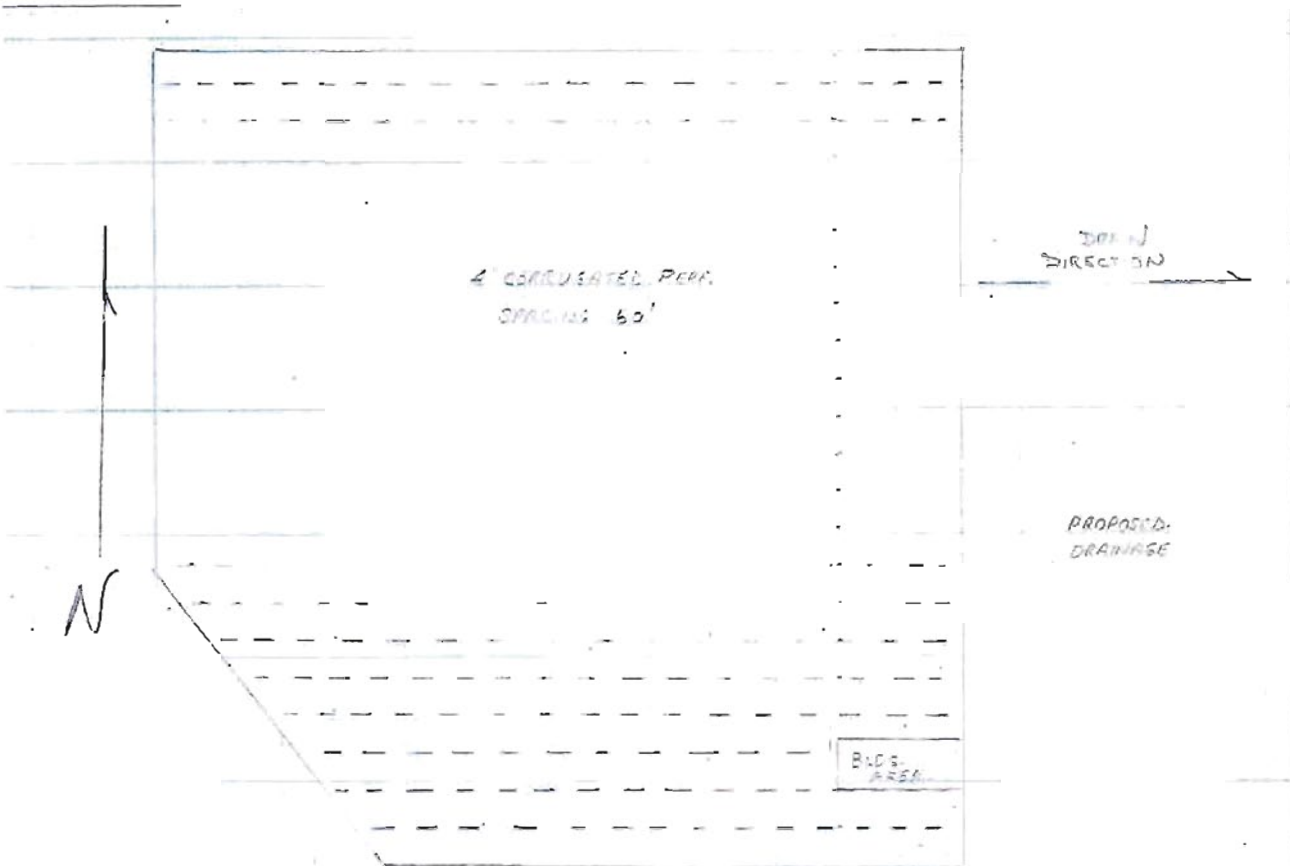 4" CORRUGATED PERF.
SPACING 60'
DRAIN
DIRECTION
PROPOSED
DRAINAGE
N
BLDG.
AREA